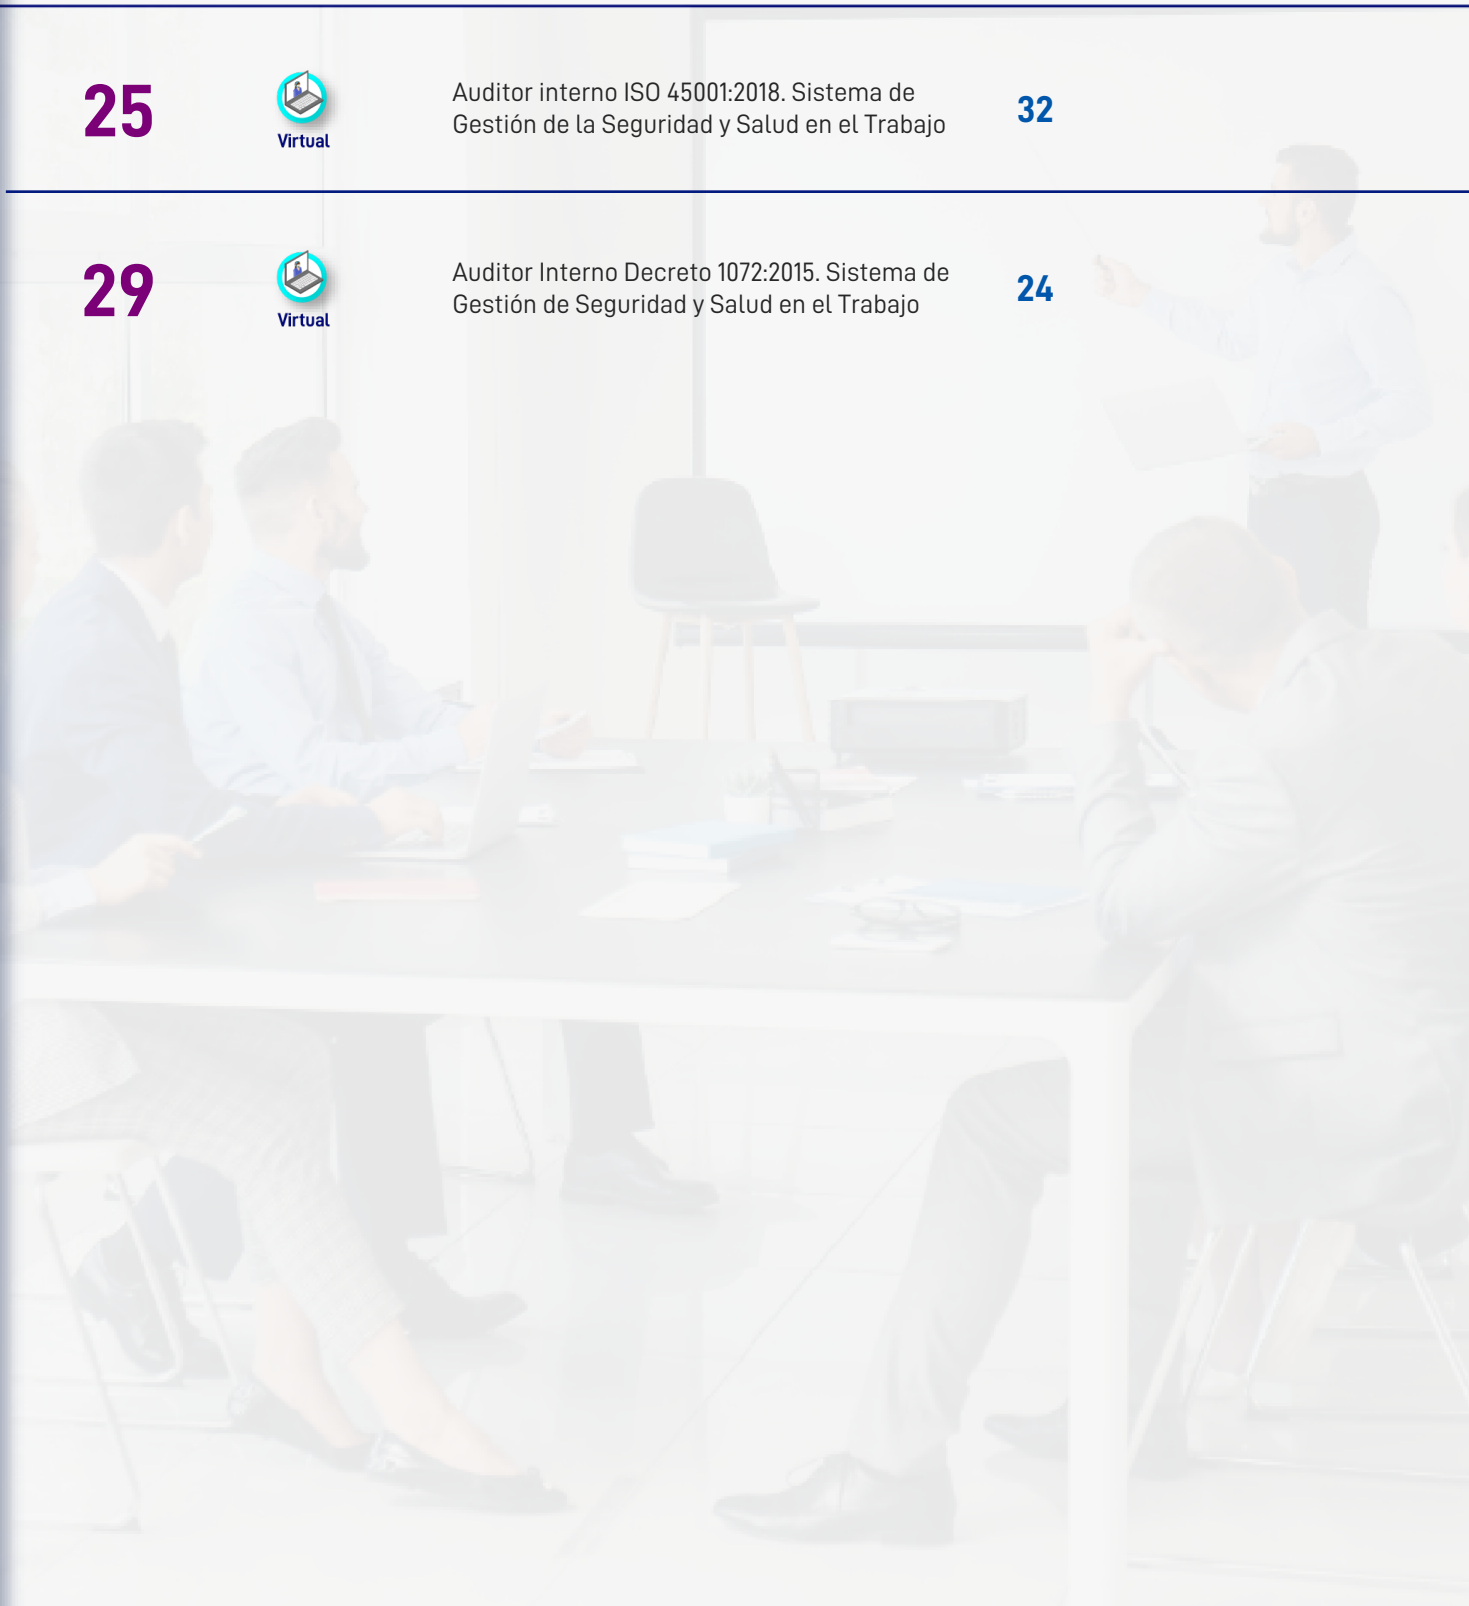 25
Virtual
Auditor interno ISO 45001:2018. Sistema de
Gestión de la Seguridad y Salud en el Trabajo
32
29
Virtual
Auditor Interno Decreto 1072:2015. Sistema de
Gestión de Seguridad y Salud en el Trabajo
24